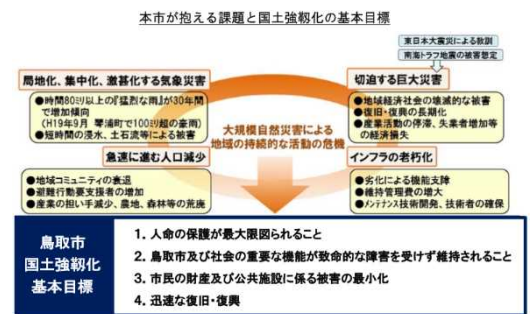 本市が抱える課題と国土強靱化の基本目標
東日本大震災による教訓
南海トラフ地震の被害想定
局地化、集中化、激甚化する気象災害
●時間80ミリ以上の『猛烈な雨』が30年間
で増加傾向
(H19年9月 琴浦町で100ミリ超の豪雨)
●短時間の浸水、土石流等による被害
切迫する巨大災害
●地域経済社会の壊滅的な被害
●復旧・復興の長期化
●産業活動の停滞、失業者増加等
の経済損失
大規模自然災害による
地域の持続的な活動の危機
急速に進む人口減少
●地域コミュニティの衰退
●避難行動要支援者の増加
●産業の担い手減少、農地、森林等の荒廃
インフラの老朽化
●劣化による機能支障
●維持管理費の増大
●メンテナンス技術開発、技術者の確保
鳥取市
国土強靱化
基本目標
1. 人命の保護が最大限図られること
2. 鳥取市及び社会の重要な機能が致命的な障害を受けず維持されること
3. 市民の財産及び公共施設に係る被害の最小化
4. 迅速な復旧・復興